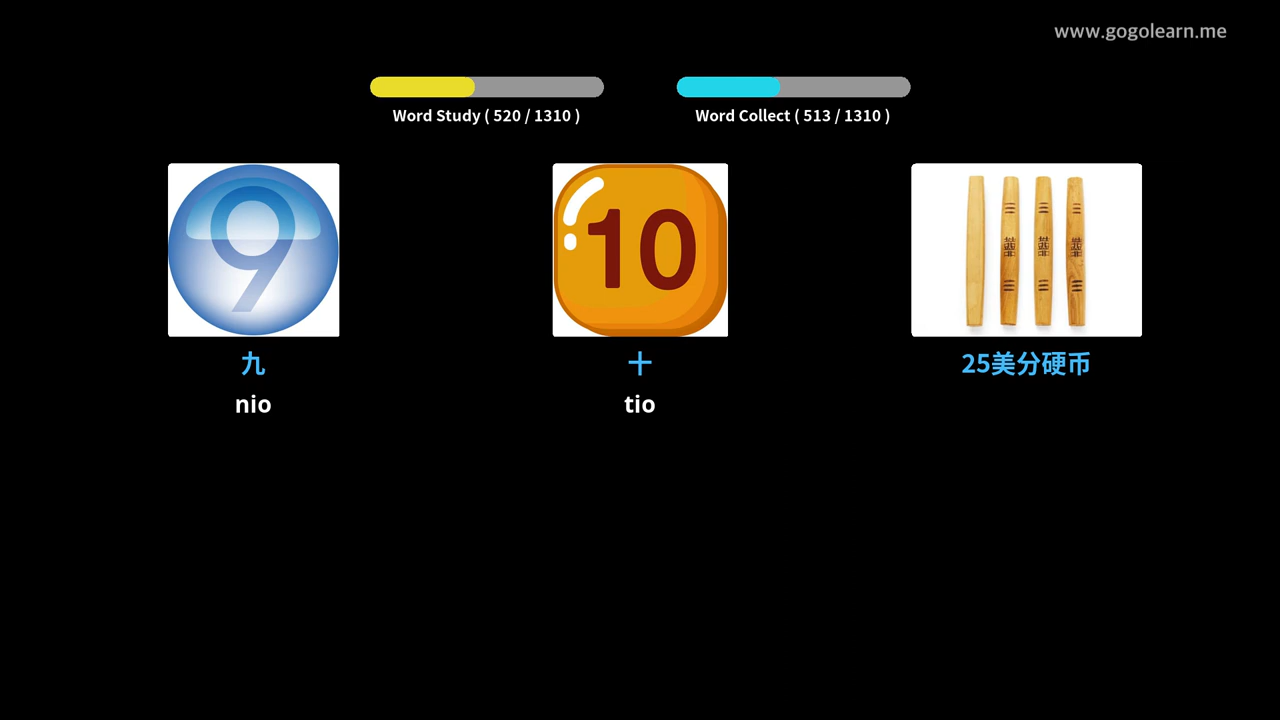 www.gogolearn.me
Word Study ( 520 / 1310 )
Word Collect ( 513 / 1310 )
9
10
九
十
25美分硬币
nio
tio